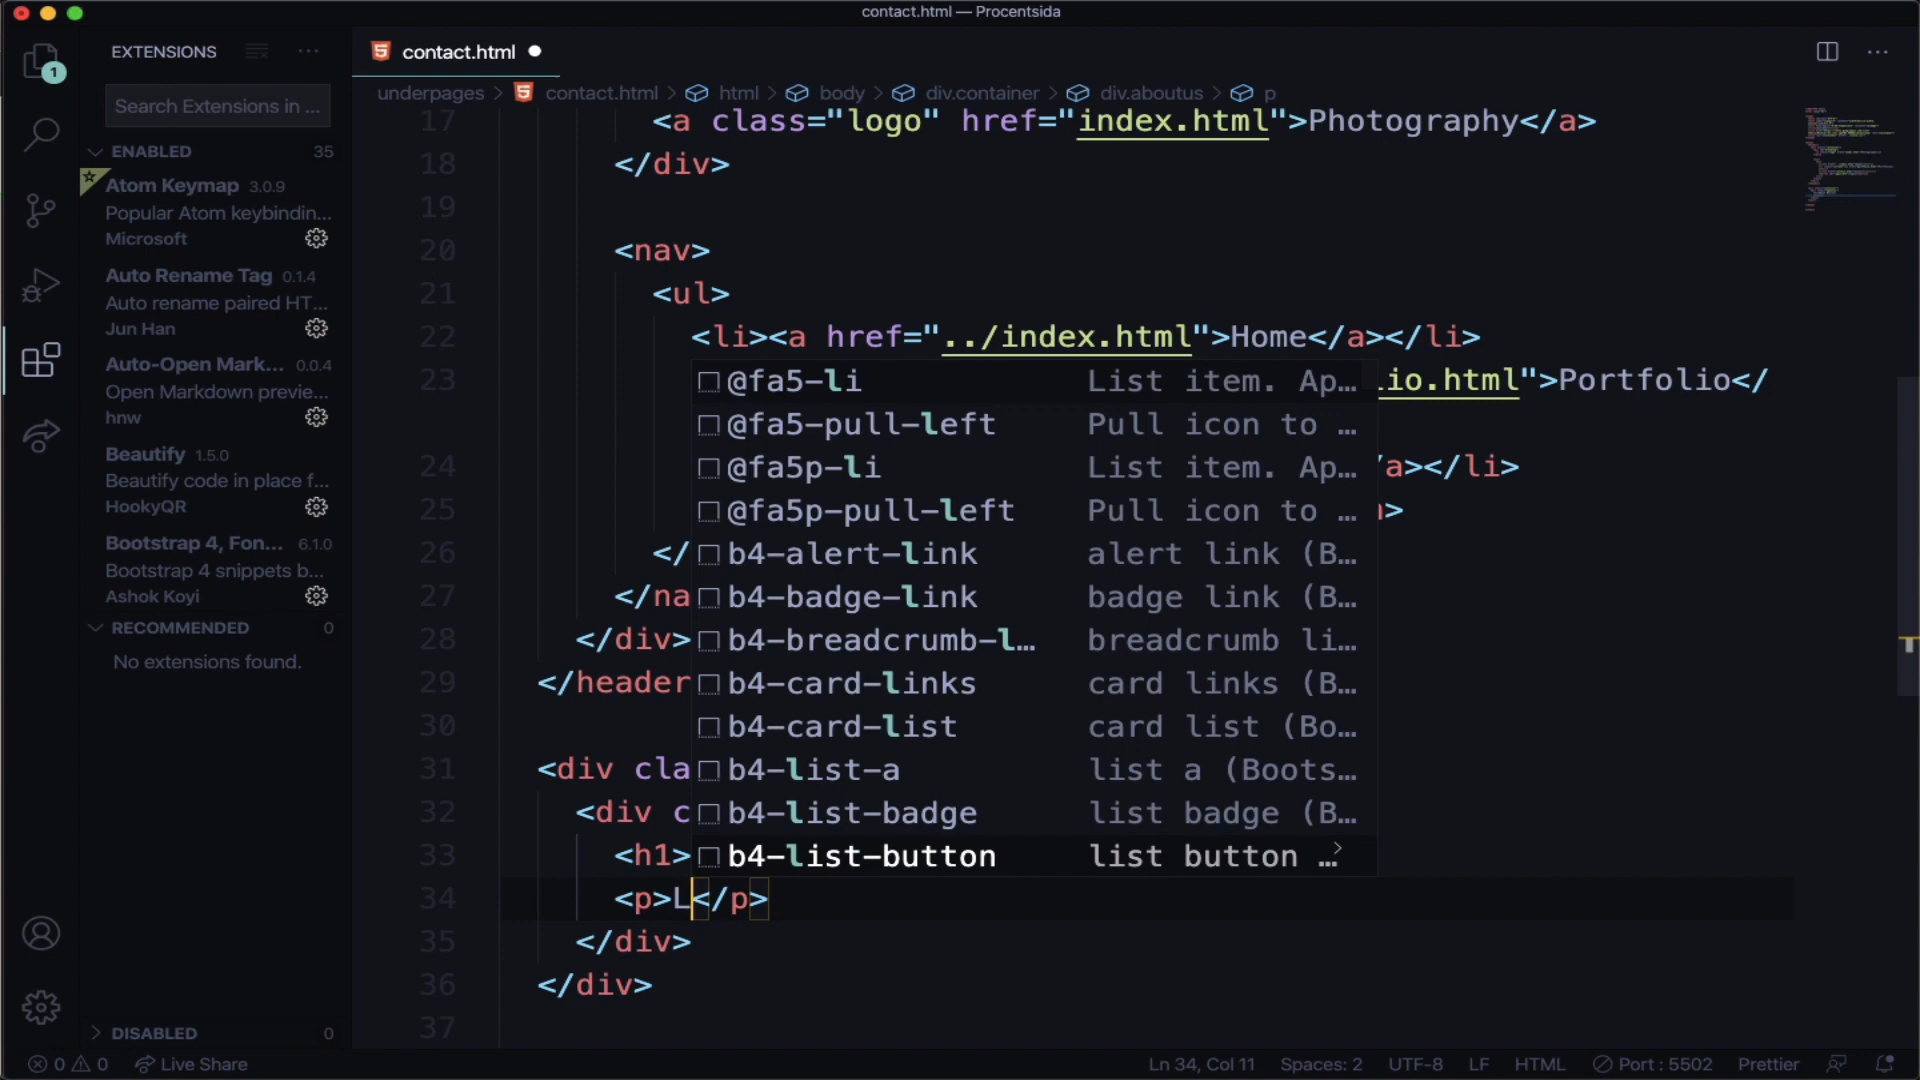 contact.html — Procentsida
EXTENSIONS
contact.html
1
Search Extensions in ...
underpages > contact.html > html > body > div.container > div.aboutus > p
ENABLED 35
Atom Keymap 3.0.9
Popular Atom keybindin...
Microsoft
Auto Rename Tag 0.1.4
Auto rename paired HT...
Jun Han
Auto-Open Mark... 0.0.4
Open Markdown previe...
hnw
Beautify 1.5.0
Beautify code in place f...
HookyQR
Bootstrap 4, Fon... 6.1.0
Bootstrap 4 snippets b...
Ashok Koyi
RECOMMENDED 0
No extensions found.
DISABLED 0
17 <a class="logo" href="index.html">Photography</a>
18 </div>
19
20 <nav>
21 <ul>
22 <li><a href="../index.html">Home</a></li>
23 io.html">Portfolio</
24 /a></li>
25 >
26 </
27 </na
28 </div>
29 </header
30
31 <div cla
32 <div c
33 <h1>
34 <p>L</p>
35 </div>
36 </div>
37
@fa5-li List item. Ap...
@fa5-pull-left Pull icon to ...
@fa5p-li List item. Ap...
@fa5p-pull-left Pull icon to ...
b4-alert-link alert link (B...
b4-badge-link badge link (B...
b4-breadcrumb-l... breadcrumb li...
b4-card-links card links (B...
b4-card-list card list (Bo...
b4-list-a list a (Boots...
b4-list-badge list badge (B...
b4-list-button list button ...>
0 0 Live Share Ln 34, Col 11 Spaces: 2 UTF-8 LF HTML Port : 5502 Prettier